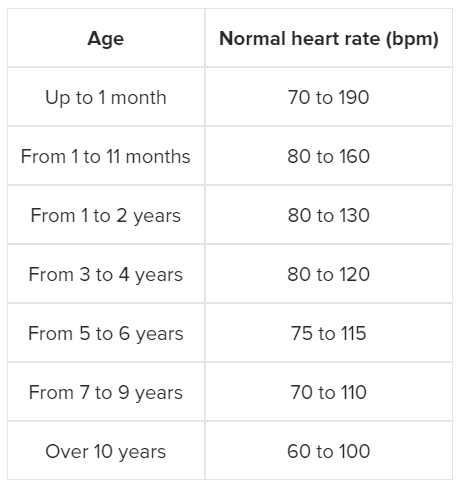 Age Normal heart rate (bpm)
Up to 1 month 70 to 190
From 1 to 11 months 80 to 160
From 1 to 2 years 80 to 130
From 3 to 4 years 80 to 120
From 5 to 6 years 75 to 115
From 7 to 9 years 70 to 110
Over 10 years 60 to 100